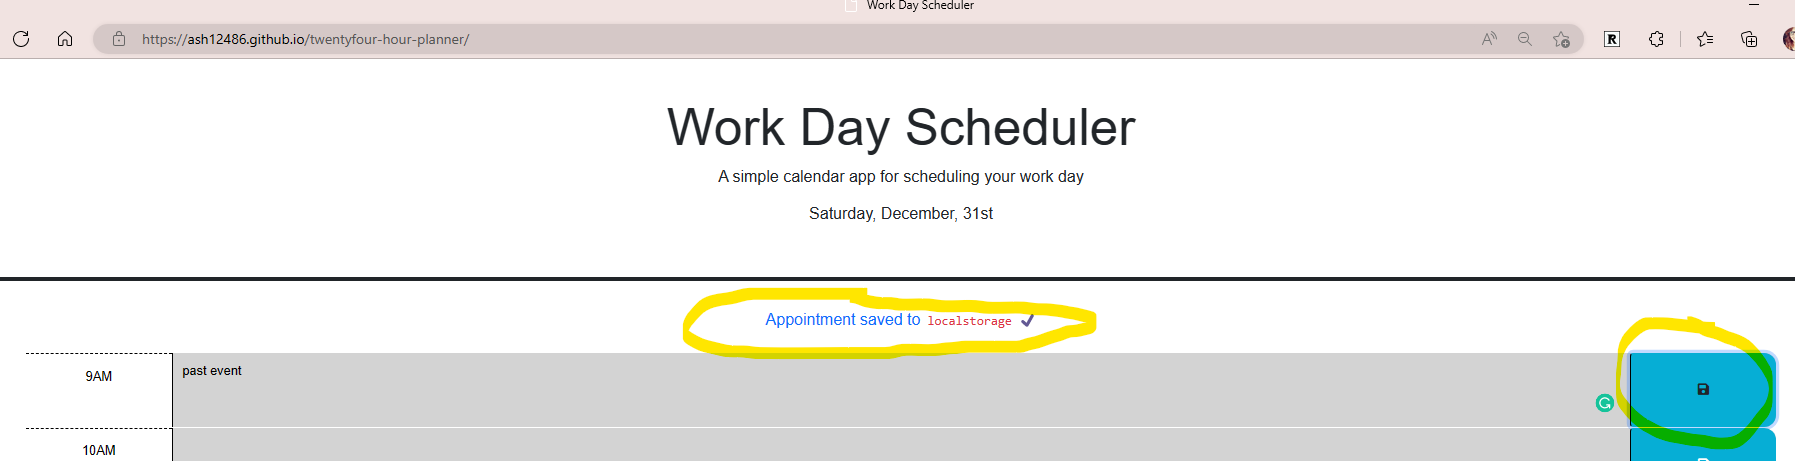 Work Day Scheduler
https://ash12486.github.io/twentyfour-hour-planner/
A R
Work Day Scheduler
A simple calendar app for scheduling your work day
Saturday, December, 31st
Appointment saved to localstorage ✔
9AM past event
10AM